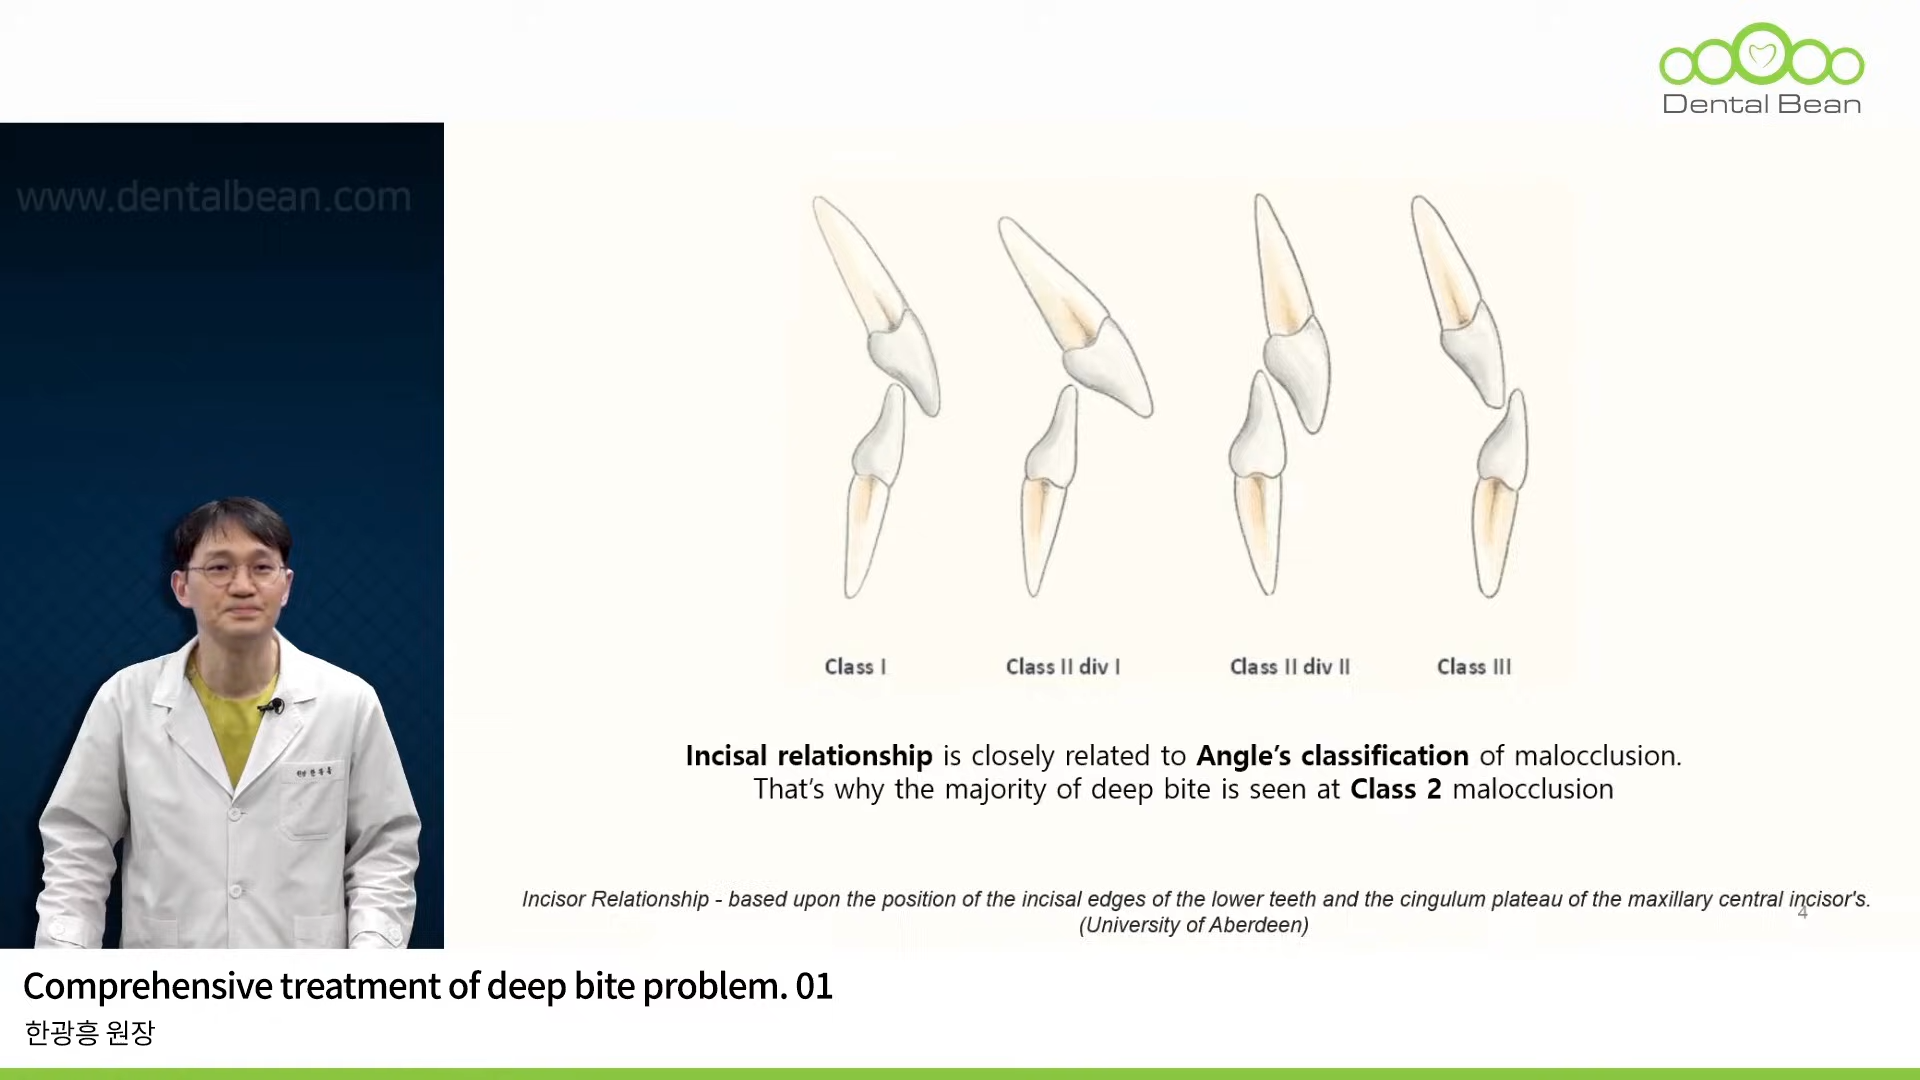 Dental Bean
www.dentalbean.com
Class I
Class II div I
Class II div II
Class III
Incisal relationship is closely related to Angle’s classification of malocclusion.
That’s why the majority of deep bite is seen at Class 2 malocclusion
Incisor Relationship - based upon the position of the incisal edges of the lower teeth and the cingulum plateau of the maxillary central incisor's.
(University of Aberdeen)
4
Comprehensive treatment of deep bite problem. 01
한광흥 원장